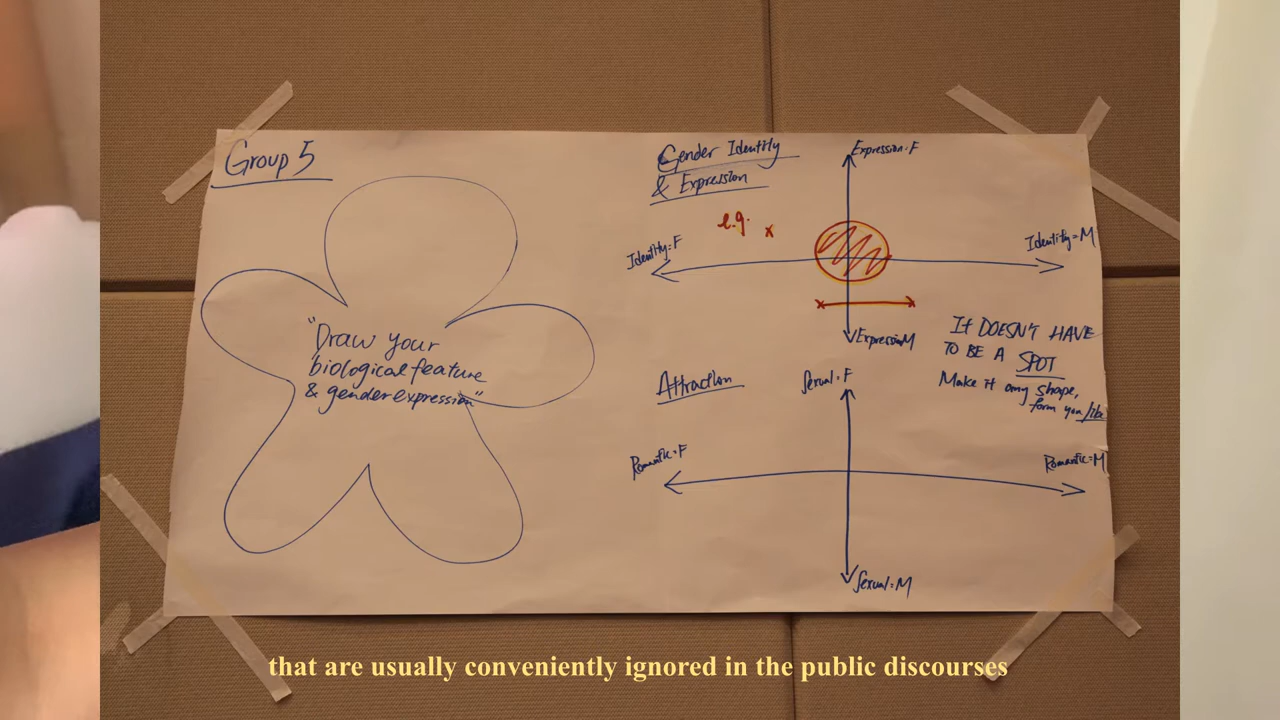 Group 5
"Draw your
biological feature
& gender expression"
Gender Identity
& Expression
e.g. x
Expression: F
Identity: F
Identity = M
Expression M
IT DOESN'T HAVE
TO BE A SPOT
Make it any shape,
form you like
Attraction
Sexual: F
Romantic: F
Romantic = M
Sexual: M
that are usually conveniently ignored in the public discourses